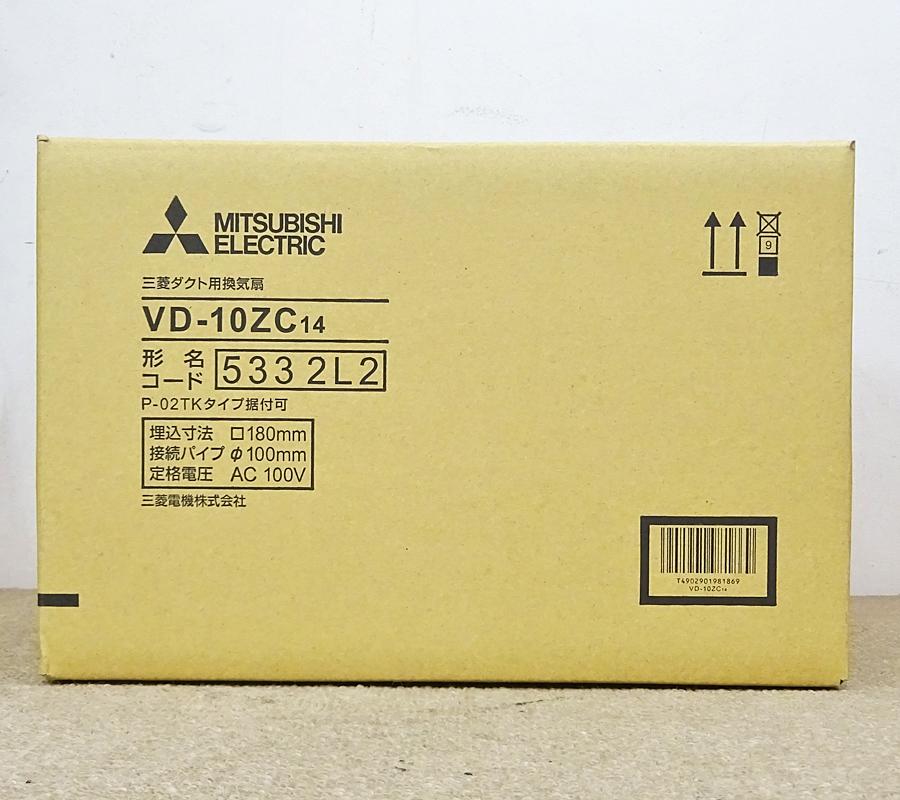 MITSUBISHI
ELECTRIC
三菱ダクト用換気扇
VD-10ZC14
形名
コード 5332L2
P-02TKタイプ据付可
埋込寸法 □180mm
接続パイプ φ100mm
定格電圧 AC 100V
三菱電機株式会社
9
T4902901981869
VD-10ZC14